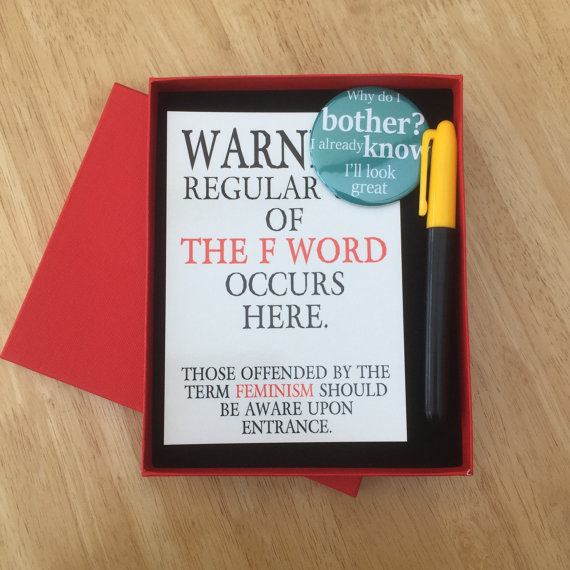 Why do I
bother?
I already know
I'll look
great
WARN
REGULAR
OF
THE F WORD
OCCURS
HERE.
THOSE OFFENDED BY THE
TERM FEMINISM SHOULD
BE AWARE UPON
ENTRANCE.